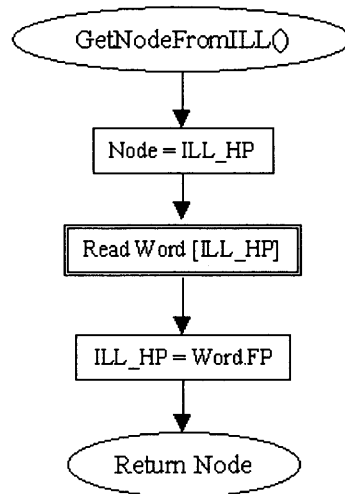 GetNodeFromILL()
Node = ILL_HP
Read Word [ILL_HP]
ILL_HP = Word.FP
Return Node